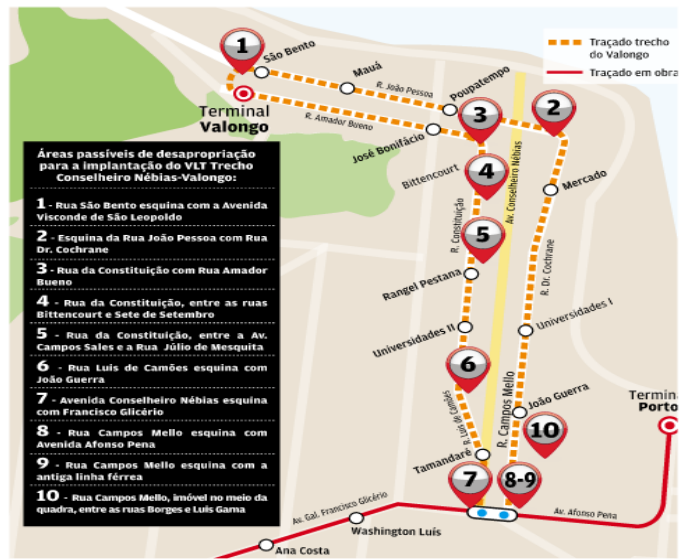 1
São Bento
Mauá
R. João Pessoa
Poupatempo
Traçado trecho
do Valongo
Traçado em obra
Terminal
Valongo
R. Amador Bueno
José Bonifácio
3
2
Bittencourt
4
Av. Conselheiro Nébias
Mercado
R. Constituição
5
R. Dr. Cochrane
Rangel Pestana
Universidades II
Universidades I
6
R. Luis de Camões
R. Campos Mello
João Guerra
10
Termina
Porto
Tamandaré
7
8-9
Av. Gal. Francisco Glicério
Av. Afonso Pena
Washington Luís
Ana Costa
Áreas passíveis de desapropriação
para a implantação do VLT Trecho
Conselheiro Nébias-Valongo:
1 - Rua São Bento esquina com a Avenida
Visconde de São Leopoldo
2 - Esquina da Rua João Pessoa com Rua
Dr. Cochrane
3 - Rua da Constituição com Rua Amador
Bueno
4 - Rua da Constituição, entre as ruas
Bittencourt e Sete de Setembro
5 - Rua da Constituição, entre a Av.
Campos Sales e a Rua Júlio de Mesquita
6 - Rua Luis de Camões esquina com
João Guerra
7 - Avenida Conselheiro Nébias esquina
com Francisco Glicério
8 - Rua Campos Mello esquina com
Avenida Afonso Pena
9 - Rua Campos Mello esquina com a
antiga linha férrea
10 - Rua Campos Mello, imóvel no meio da
quadra, entre as ruas Borges e Luis Gama